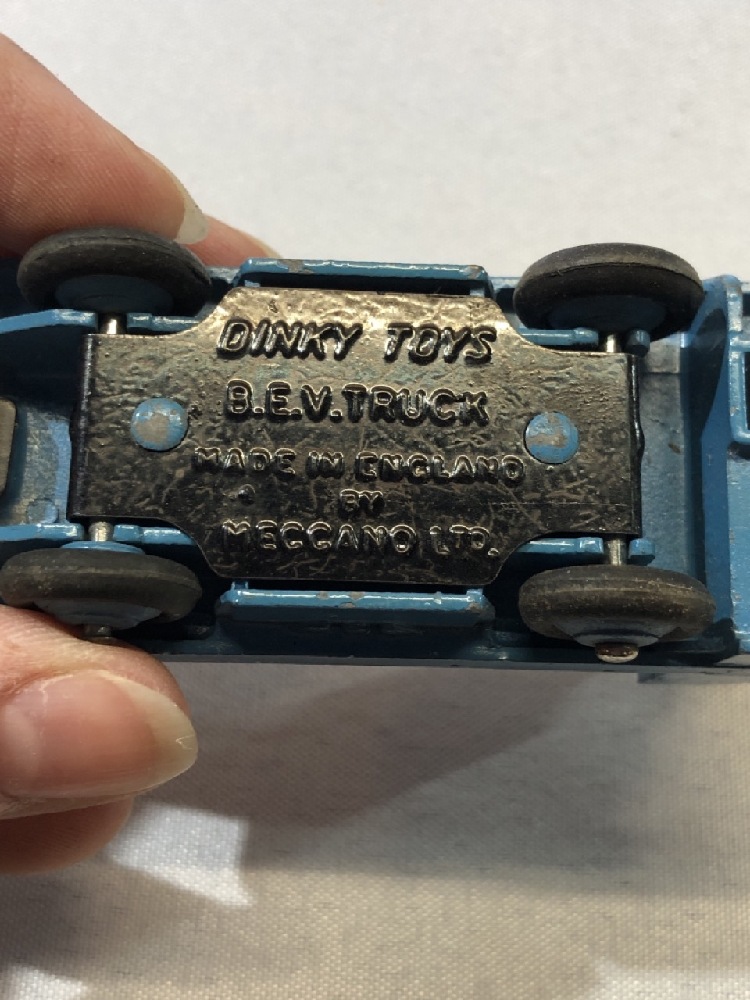 DINKY TOYS
B.E.V. TRUCK
MADE IN ENGLAND
BY
MECCANO LTD.